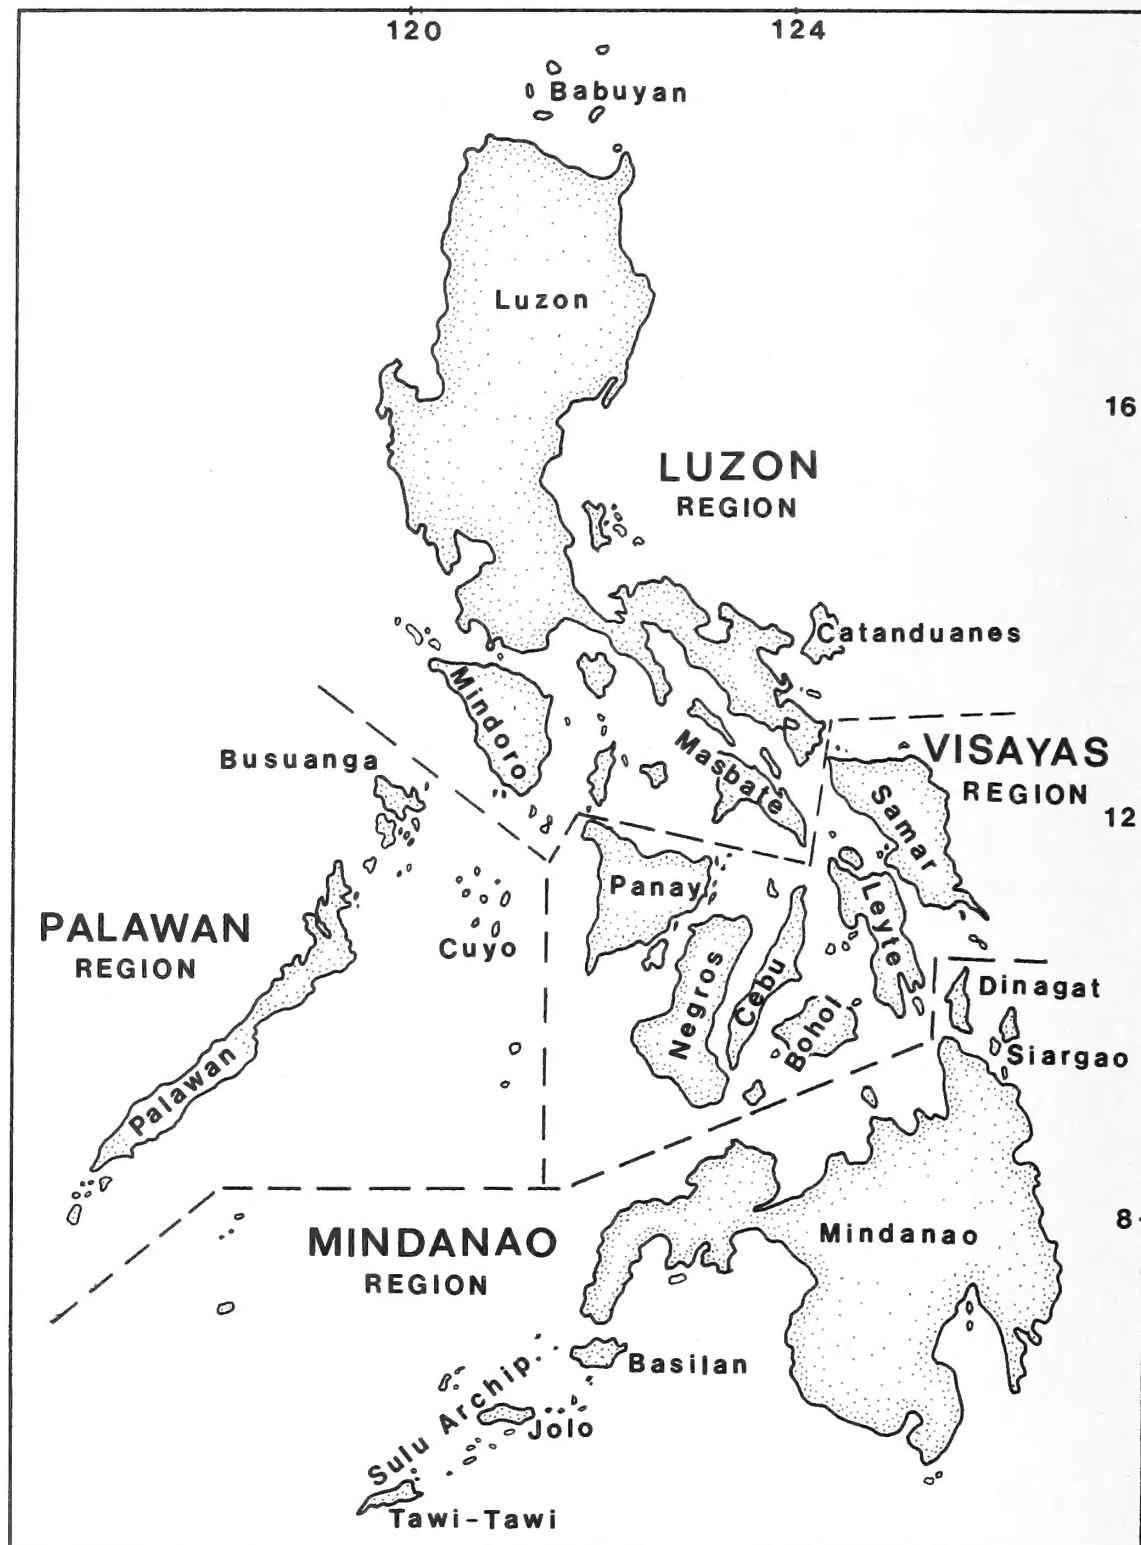 120
124
Babuyan
Luzon
16
LUZON
REGION
Catanduanes
Mindoro
Busuanga
Masbate
VISAYAS
REGION
Samar
12
Panay
Leyte
PALAWAN
REGION
Cuyo
Negros
Cebu
Bohol
Dinagat
Siargao
Palawan
8
MINDANAO
REGION
Mindanao
Basilan
Sulu Archip.
Jolo
Tawi-Tawi